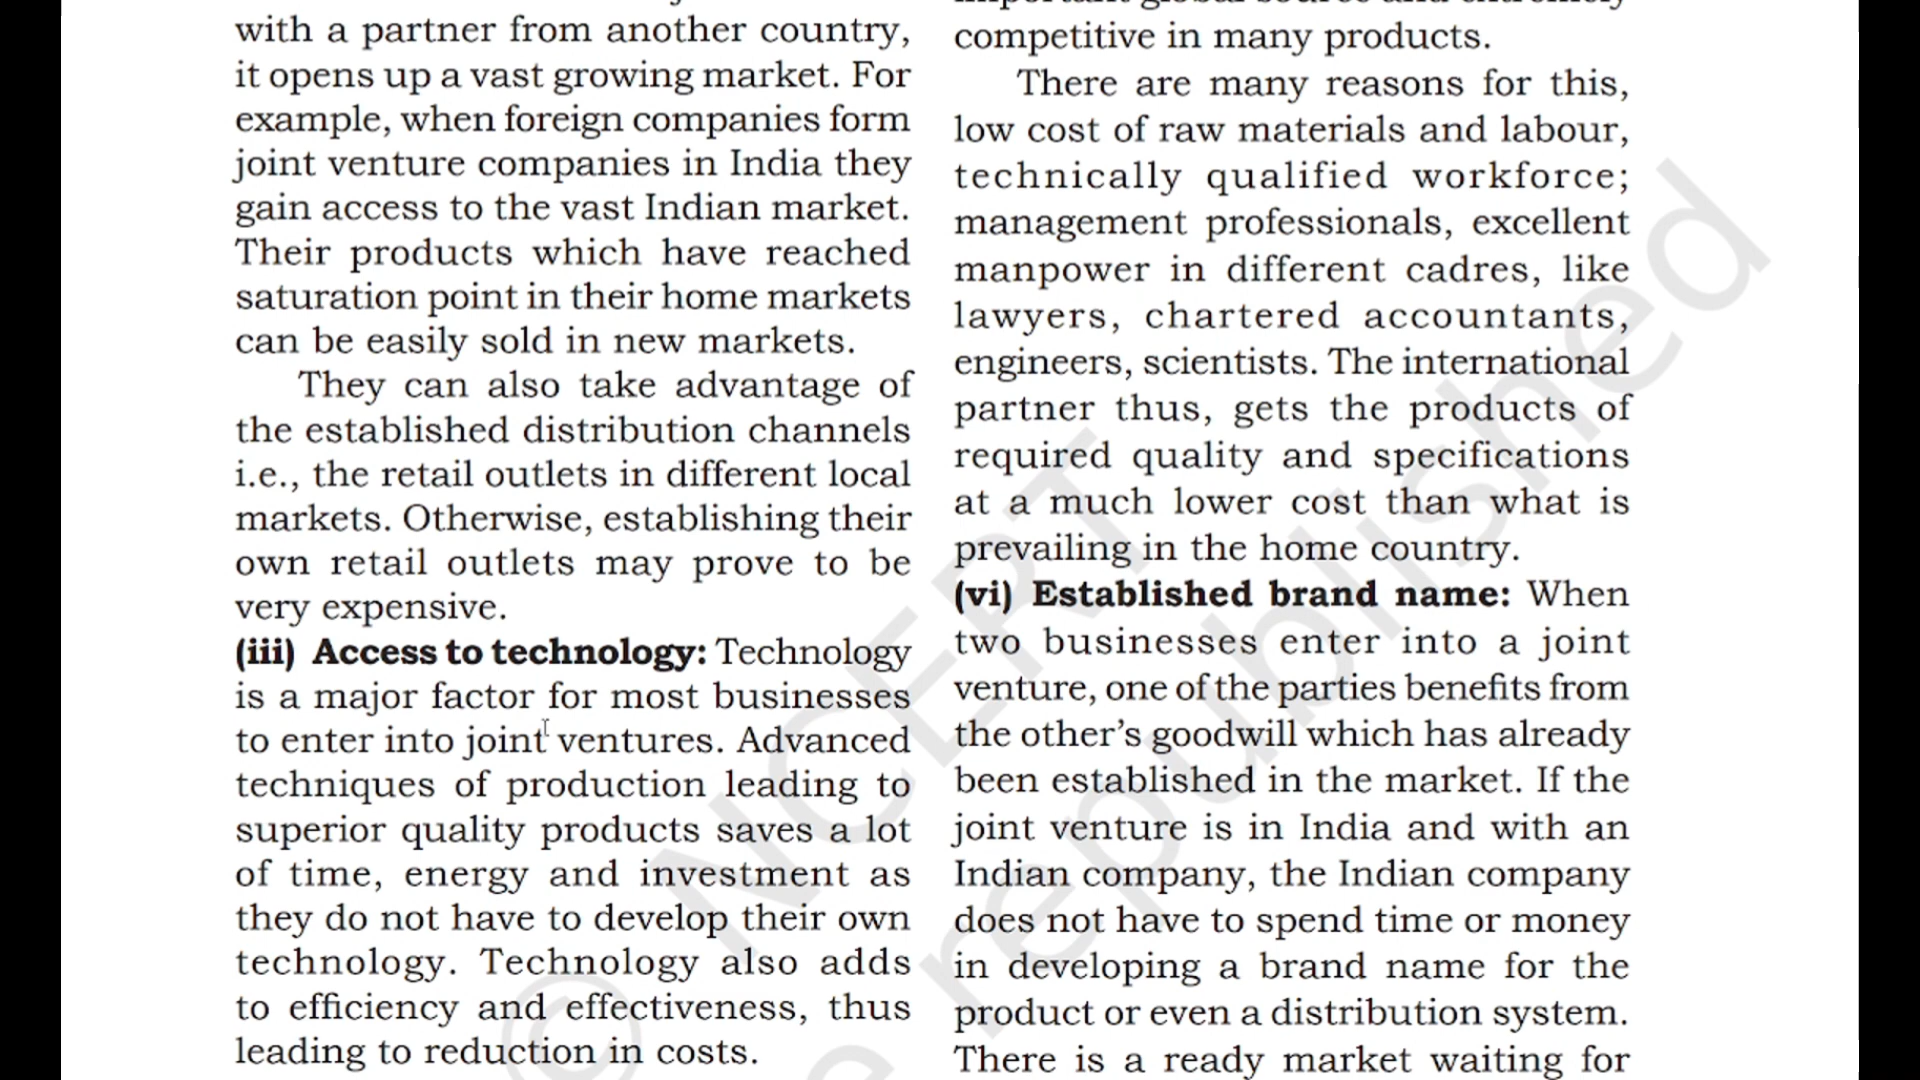 with a partner from another country,
it opens up a vast growing market. For
example, when foreign companies form
joint venture companies in India they
gain access to the vast Indian market.
Their products which have reached
saturation point in their home markets
can be easily sold in new markets.
They can also take advantage of
the established distribution channels
i.e., the retail outlets in different local
markets. Otherwise, establishing their
own retail outlets may prove to be
very expensive.
(iii) Access to technology: Technology
is a major factor for most businesses
to enter into joint ventures. Advanced
techniques of production leading to
superior quality products saves a lot
of time, energy and investment as
they do not have to develop their own
technology. Technology also adds
to efficiency and effectiveness, thus
leading to reduction in costs.
competitive in many products.
There are many reasons for this,
low cost of raw materials and labour,
technically qualified workforce;
management professionals, excellent
manpower in different cadres, like
lawyers, chartered accountants,
engineers, scientists. The international
partner thus, gets the products of
required quality and specifications
at a much lower cost than what is
prevailing in the home country.
(vi) Established brand name: When
two businesses enter into a joint
venture, one of the parties benefits from
the other’s goodwill which has already
been established in the market. If the
joint venture is in India and with an
Indian company, the Indian company
does not have to spend time or money
in developing a brand name for the
product or even a distribution system.
There is a ready market waiting for
© NCERT
republished